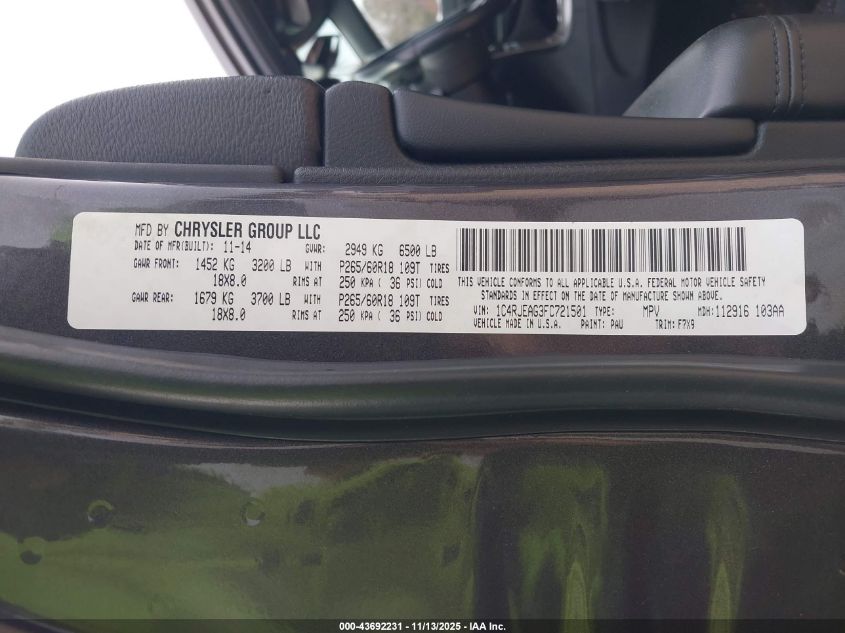 MFD BY CHRYSLER GROUP LLC
DATE OF MFR(BUILT): 11-14 GVWR: 2949 KG 6500 LB
GAWR FRONT: 1452 KG 3200 LB WITH P265/60R18 109T TIRES
18X8.0 RIMS AT 250 KPA ( 36 PSI) COLD
GAWR REAR: 1679 KG 3700 LB WITH P265/60R18 109T TIRES
18X8.0 RIMS AT 250 KPA ( 36 PSI) COLD
THIS VEHICLE CONFORMS TO ALL APPLICABLE U.S.A. FEDERAL MOTOR VEHICLE SAFETY
STANDARDS IN EFFECT ON THE DATE OF MANUFACTURE SHOWN ABOVE.
VIN: 1C4RJEAG3FC721501 TYPE: MPV MDH: 112916 103AA
VEHICLE MADE IN U.S.A. PAINT: PAU TRIM: F7X9
000-43692231 - 11/13/2025 - IAA Inc.